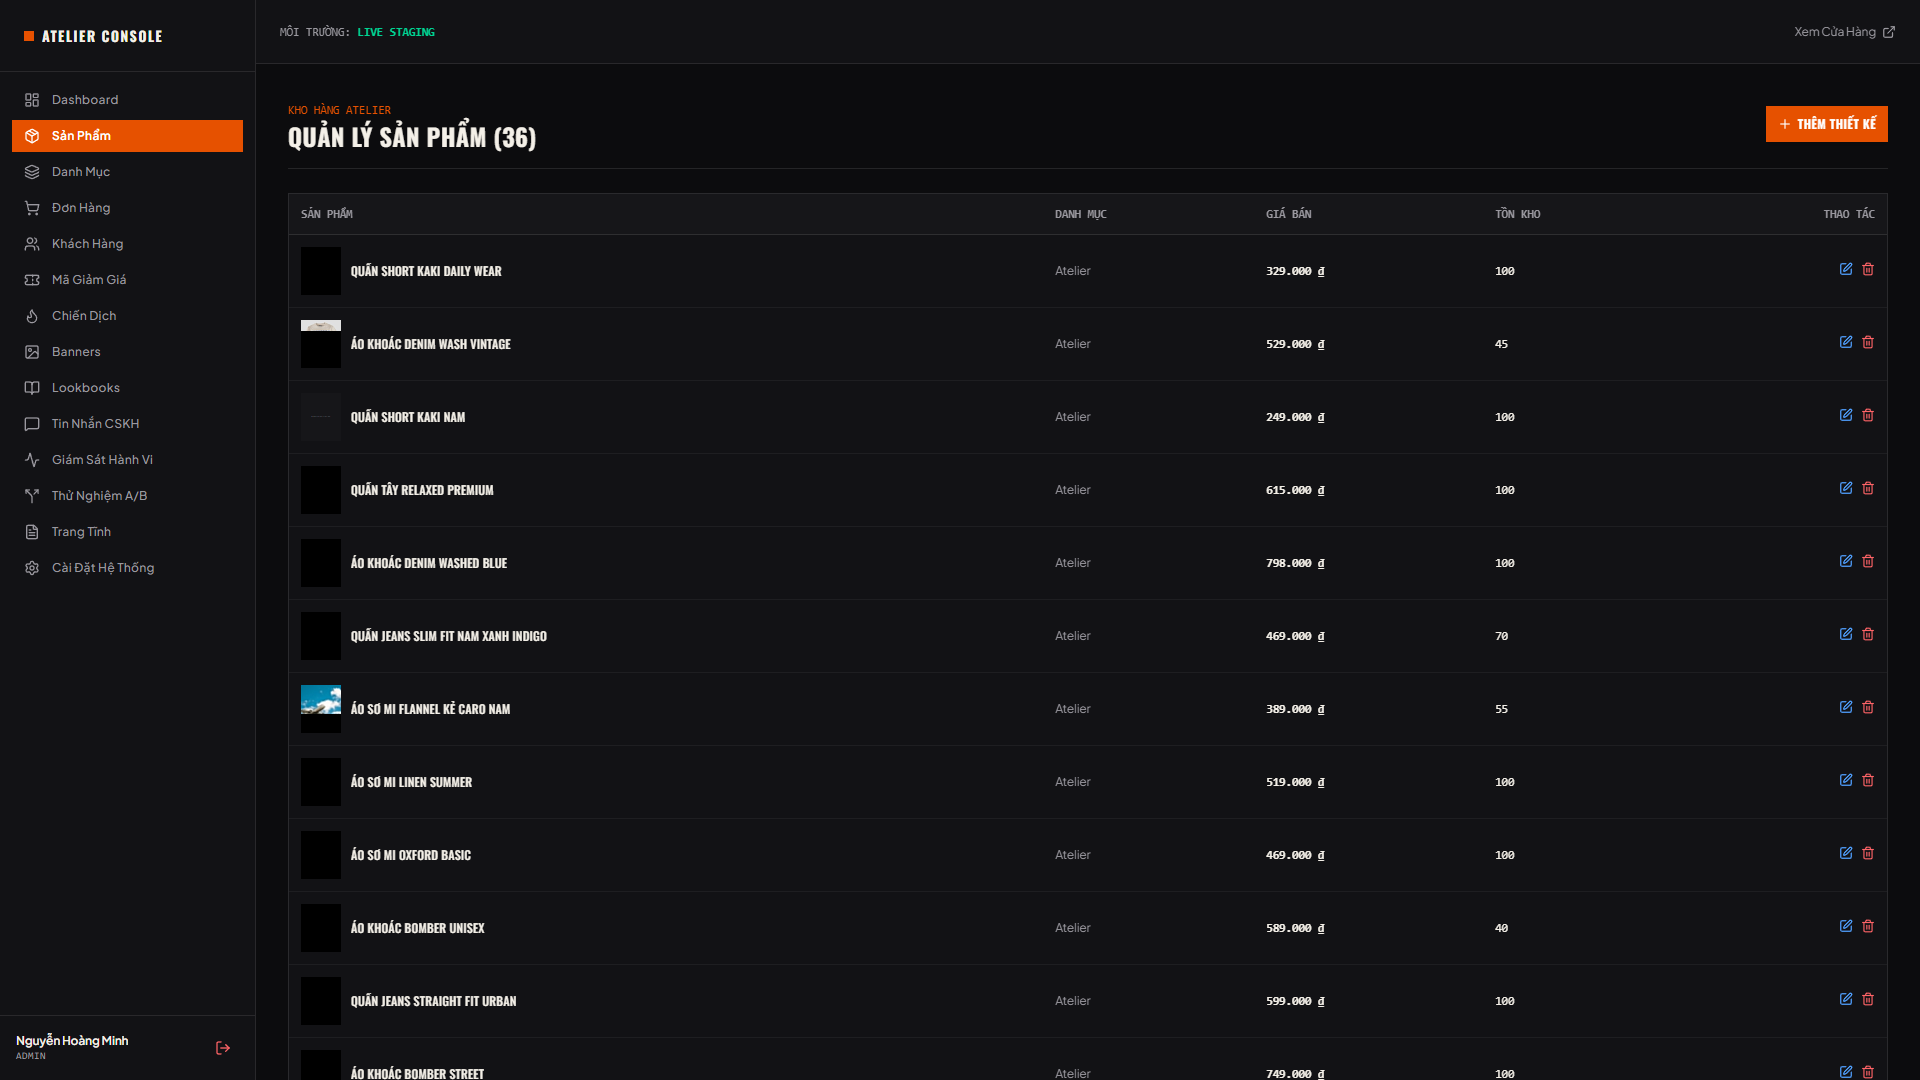 ATELIER CONSOLE
MÔI TRƯỜNG: LIVE STAGING
Xem Cửa Hàng
Dashboard
Sản Phẩm
Danh Mục
Đơn Hàng
Khách Hàng
Mã Giảm Giá
Chiến Dịch
Banners
Lookbooks
Tin Nhắn CSKH
Giám Sát Hành Vi
Thử Nghiệm A/B
Trang Tĩnh
Cài Đặt Hệ Thống
Nguyễn Hoàng Minh
ADMIN
KHO HÀNG ATELIER
QUẢN LÝ SẢN PHẨM (36)
THÊM THIẾT KẾ
SẢN PHẨM DANH MỤC GIÁ BÁN TỒN KHO THAO TÁC
QUẦN SHORT KAKI DAILY WEAR Atelier 329.000 ₫ 100
ÁO KHOÁC DENIM WASH VINTAGE Atelier 529.000 ₫ 45
QUẦN SHORT KAKI NAM Atelier 249.000 ₫ 100
QUẦN TÂY RELAXED PREMIUM Atelier 615.000 ₫ 100
ÁO KHOÁC DENIM WASHED BLUE Atelier 798.000 ₫ 100
QUẦN JEANS SLIM FIT NAM XANH INDIGO Atelier 469.000 ₫ 70
ÁO SƠ MI FLANNEL KẺ CARO NAM Atelier 389.000 ₫ 55
ÁO SƠ MI LINEN SUMMER Atelier 519.000 ₫ 100
ÁO SƠ MI OXFORD BASIC Atelier 469.000 ₫ 100
ÁO KHOÁC BOMBER UNISEX Atelier 589.000 ₫ 40
QUẦN JEANS STRAIGHT FIT URBAN Atelier 599.000 ₫ 100
ÁO KHOÁC BOMBER STREET Atelier 749.000 ₫ 100